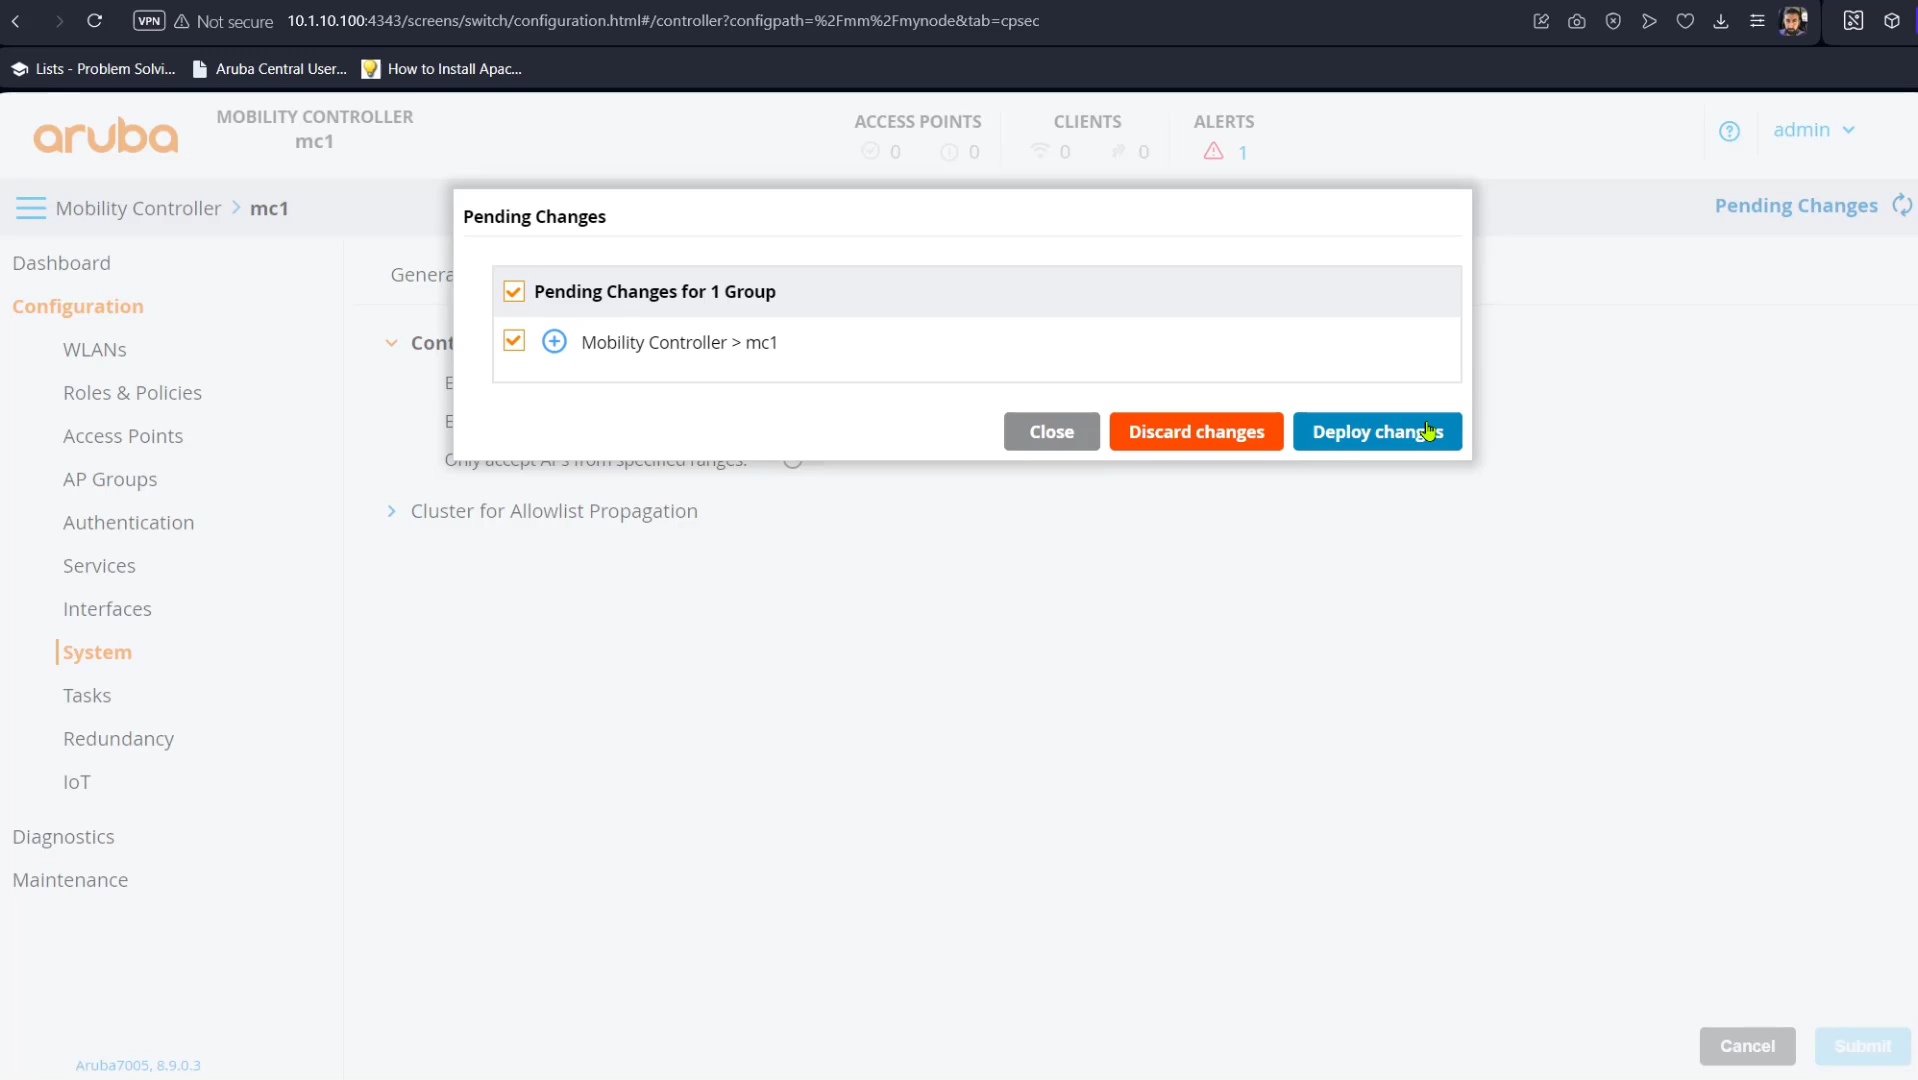 VPN Not secure 10.1.10.100:4343/screens/switch/configuration.html#/controller?configpath=%2Fmm%2Fmynode&tab=cpsec
Lists - Problem Solvi... Aruba Central User... How to Install Apac...
aruba
MOBILITY CONTROLLER
mc1
ACCESS POINTS
0 0
CLIENTS
0 0
ALERTS
1
admin
Mobility Controller > mc1
Pending Changes
Dashboard
Configuration
WLANs
Roles & Policies
Access Points
AP Groups
Authentication
Services
Interfaces
System
Tasks
Redundancy
IoT
Diagnostics
Maintenance
Aruba7005, 8.9.0.3
Genera
Cont
E
E
Only accept APs from specified ranges:
Cluster for Allowlist Propagation
Pending Changes
Pending Changes for 1 Group
Mobility Controller > mc1
Close Discard changes Deploy changes
Cancel Submit